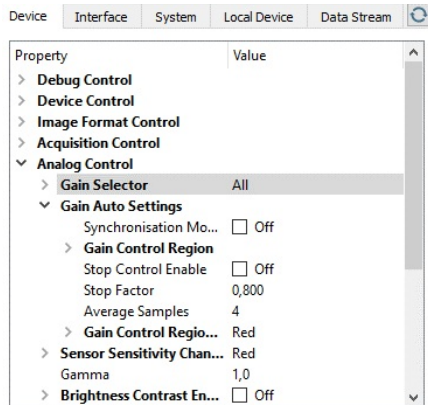 Device Interface System Local Device Data Stream
Property Value
Debug Control
Device Control
Image Format Control
Acquisition Control
Analog Control
Gain Selector All
Gain Auto Settings
Synchronisation Mo... Off
Gain Control Region
Stop Control Enable Off
Stop Factor 0,800
Average Samples 4
Gain Control Regio... Red
Sensor Sensitivity Chan... Red
Gamma 1,0
Brightness Contrast En... Off